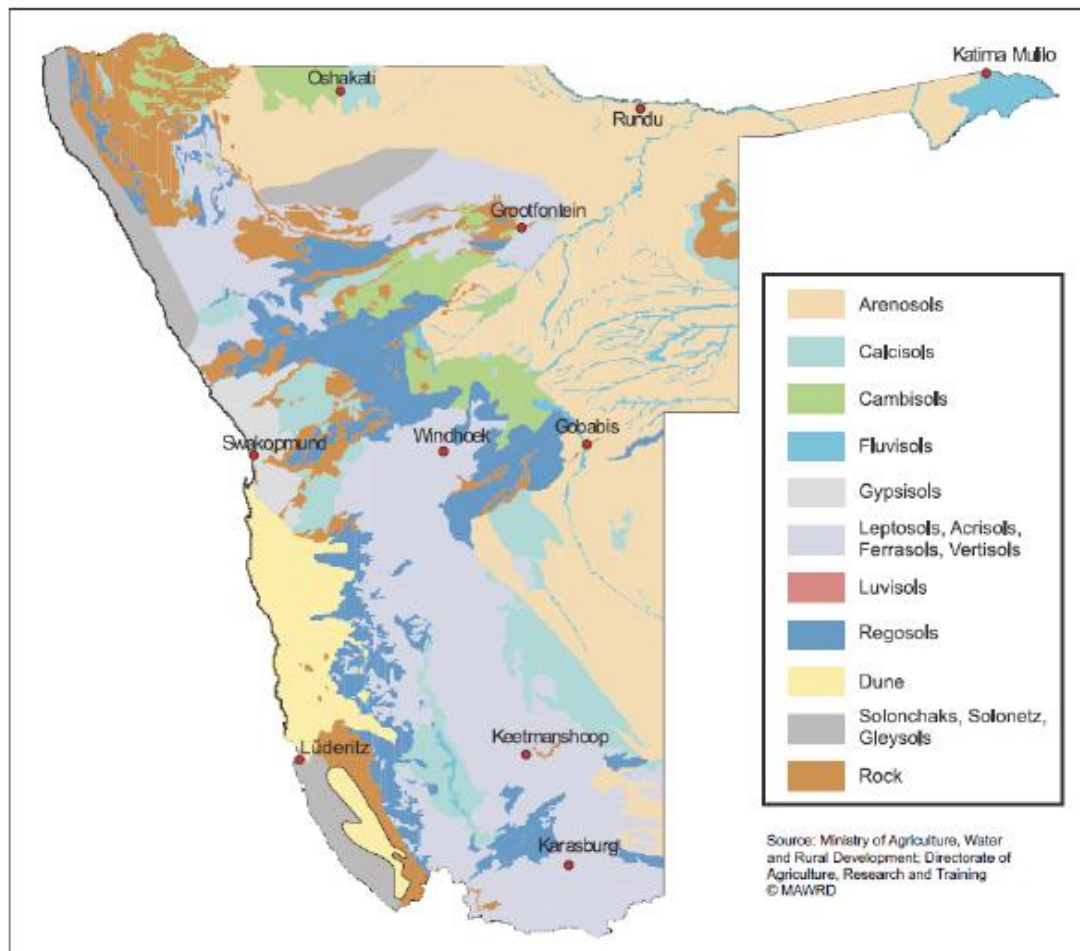 Katima Mulilo
Oshakati
Rundu
Grootfontein
Gobabis
Windhoek
Swakopmund
Keetmanshoop
Lüderitz
Karasburg
Arenosols
Calcisols
Cambisols
Fluvisols
Gypsisols
Leptosols, Acrisols,
Ferrasols, Vertisols
Luvisols
Regosols
Dune
Solonchaks, Solonetz,
Gleysols
Rock
Source: Ministry of Agriculture, Water
and Rural Development; Directorate of
Agriculture, Research and Training
© MAWRD